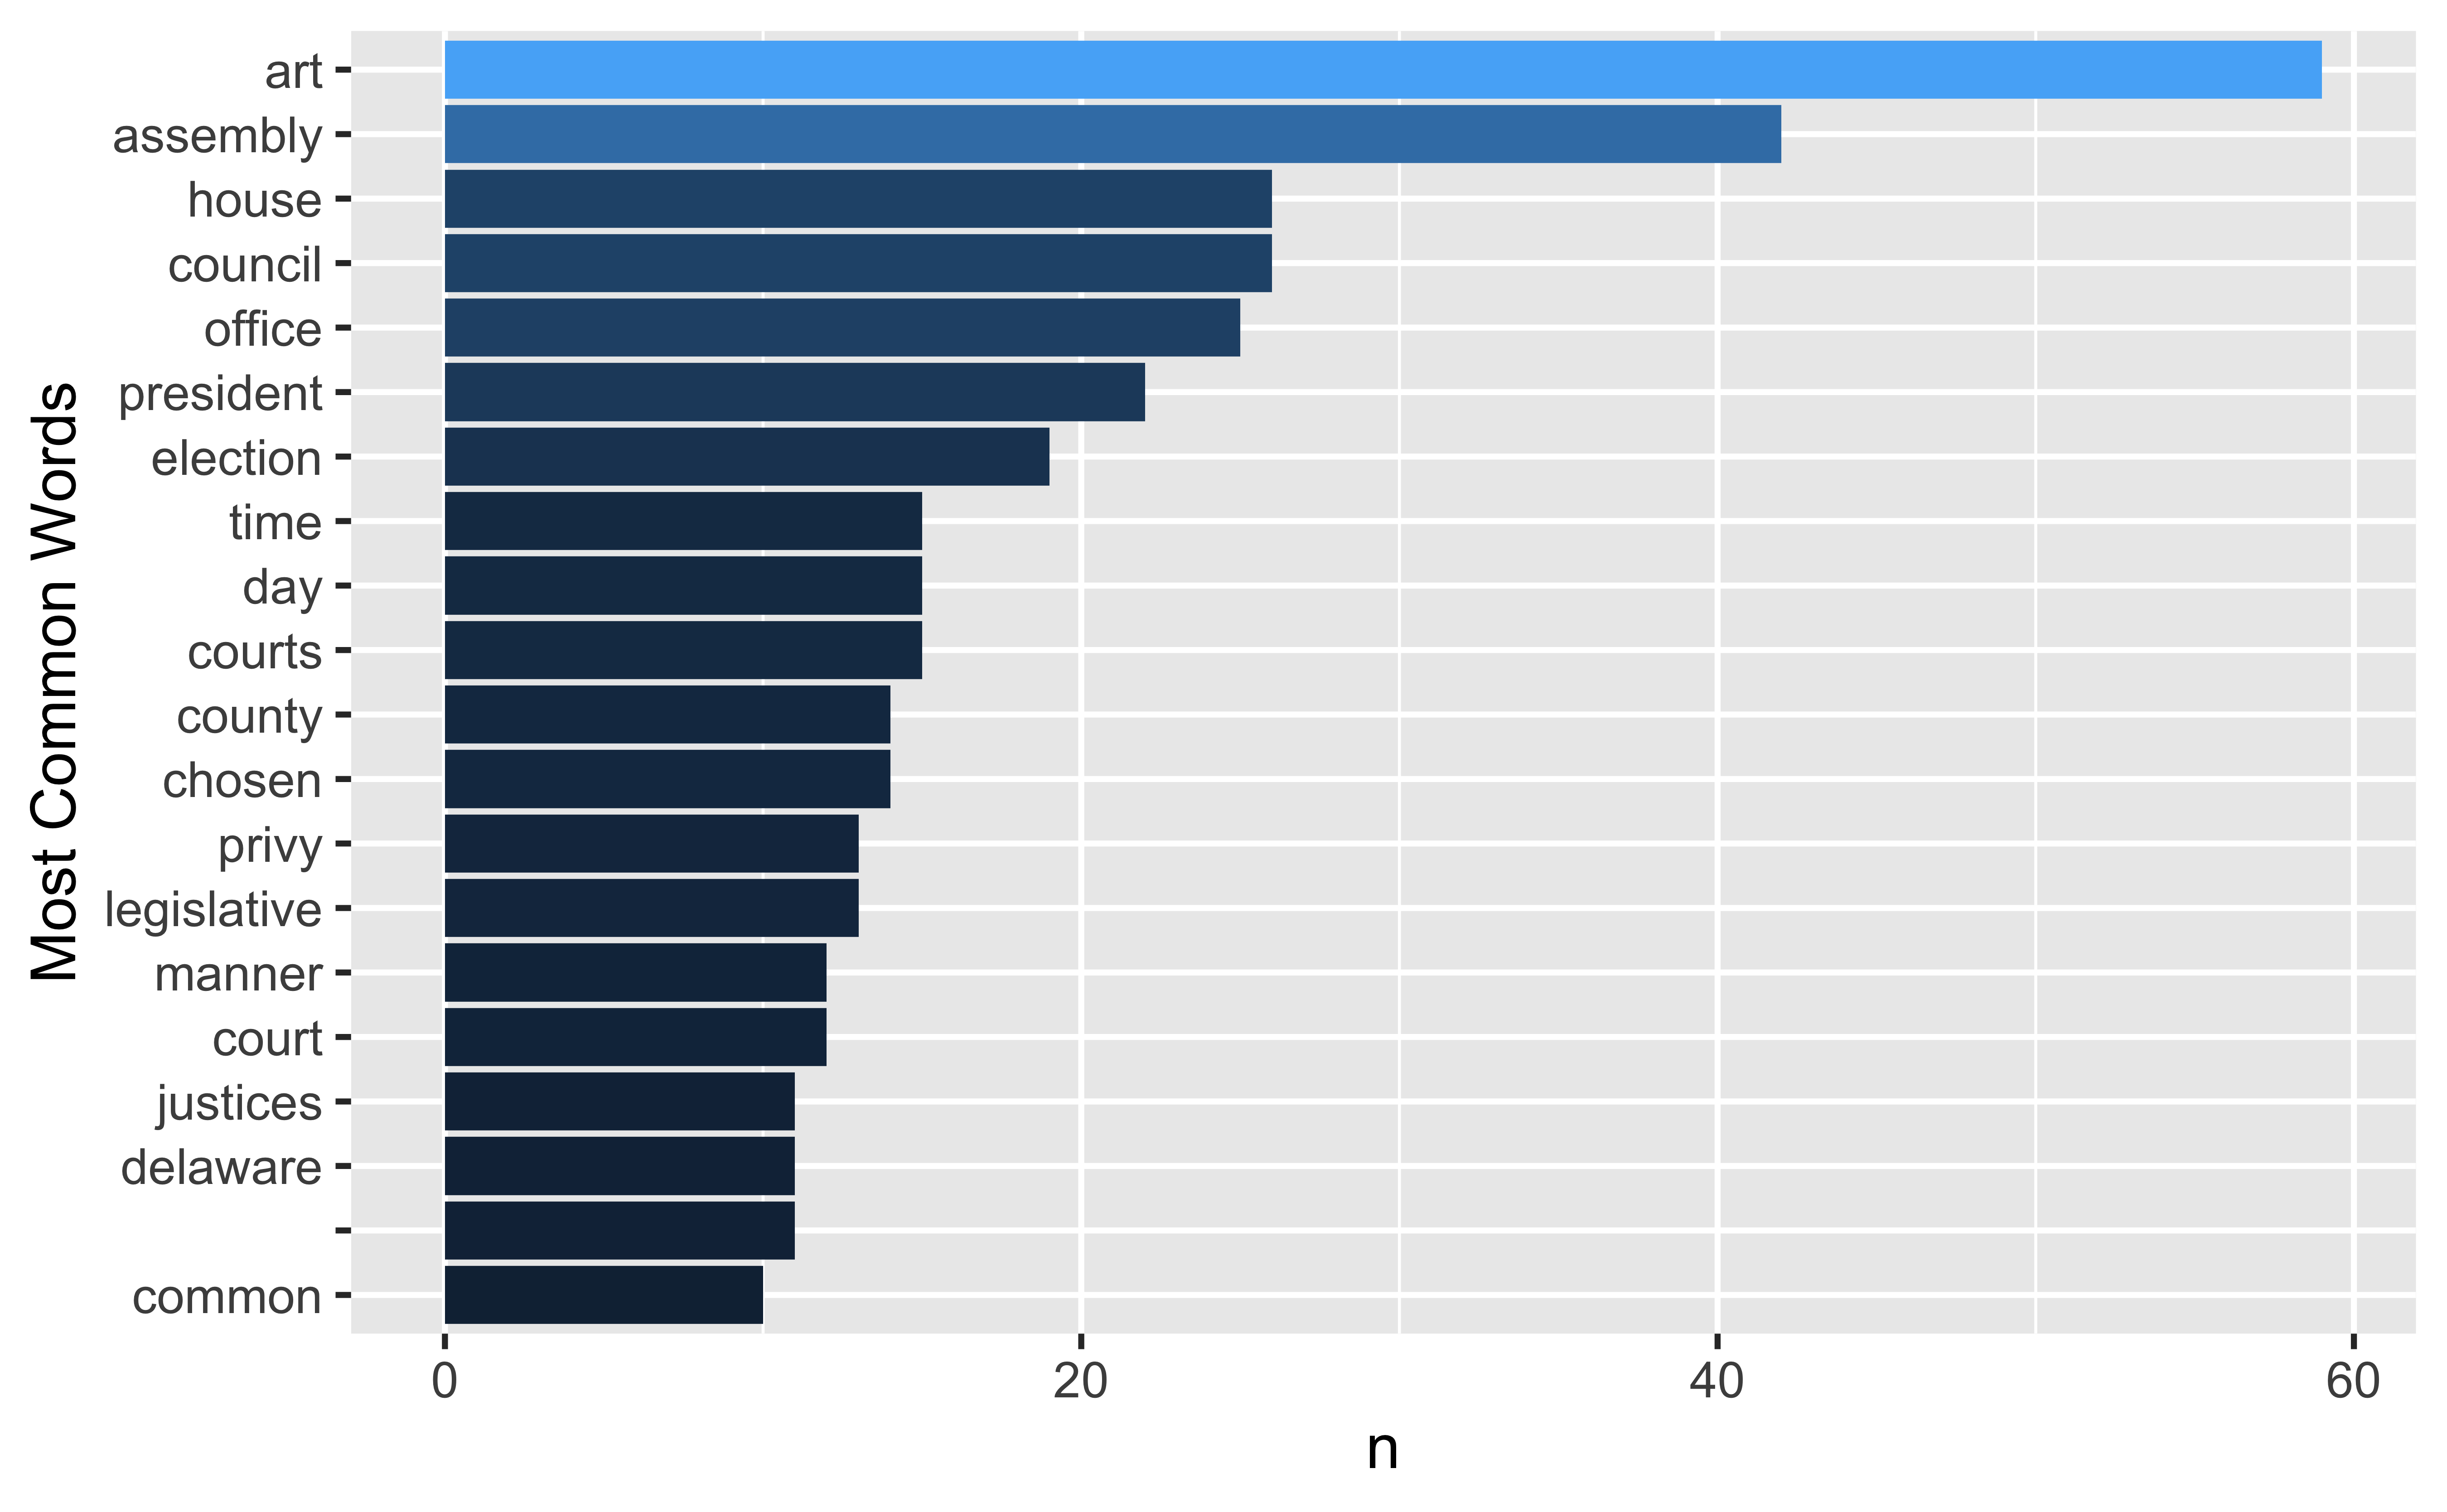 Most Common Words
art
assembly
house
council
office
president
election
time
day
courts
county
chosen
privy
legislative
manner
court
justices
delaware
common
0 20 40 60
n